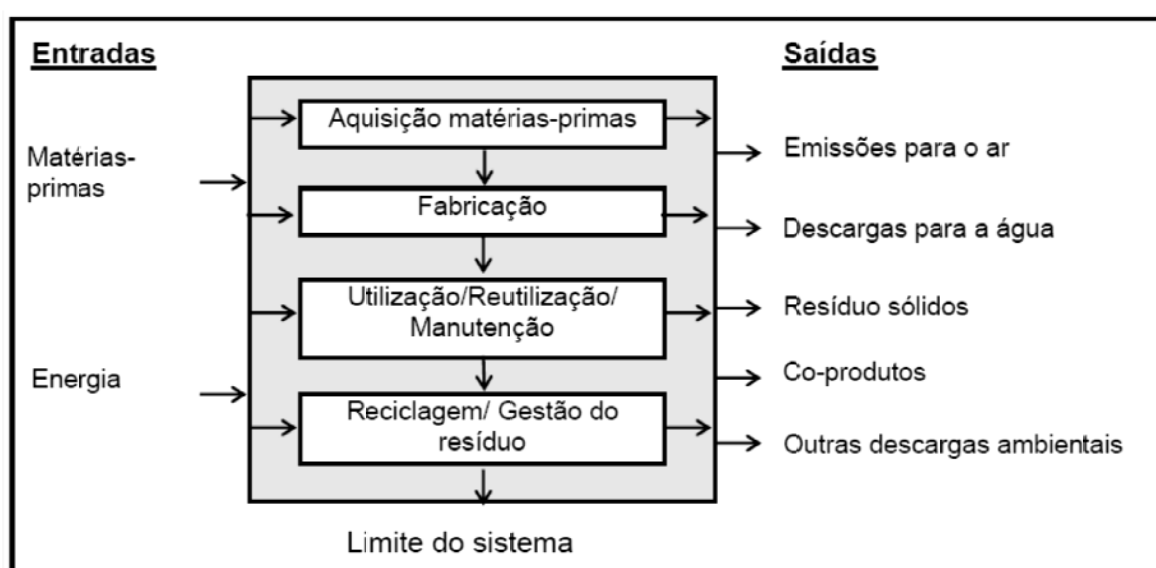 Entradas
Saídas
Aquisição matérias-primas
Matérias-
primas
Emissões para o ar
Fabricação
Descargas para a água
Utilização/Reutilização/
Manutenção
Resíduo sólidos
Energia
Co-produtos
Reciclagem/ Gestão do
resíduo
Outras descargas ambientais
Limite do sistema